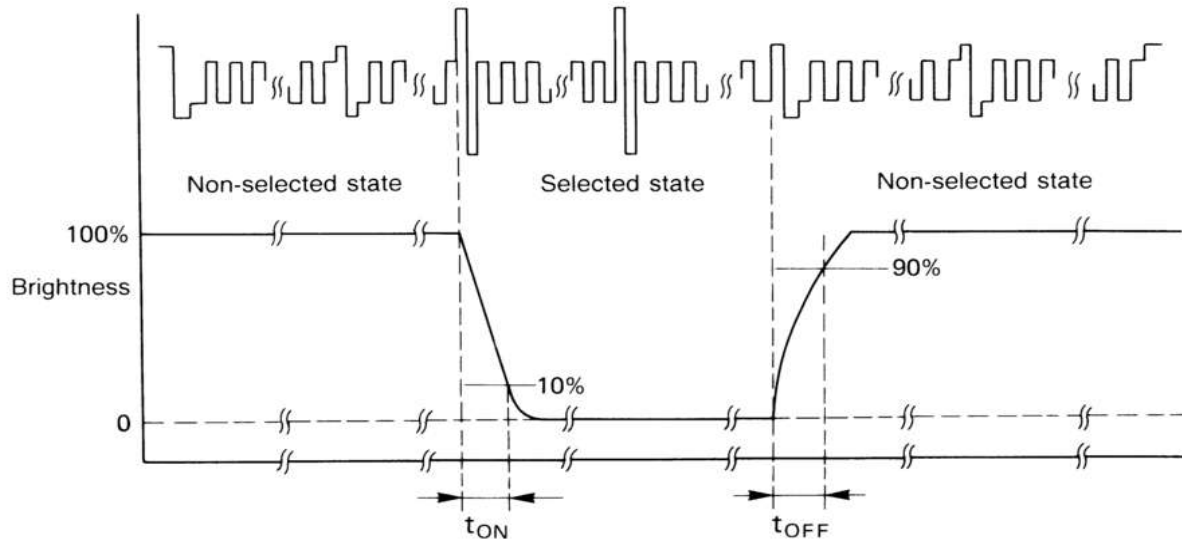 Non-selected state
Selected state
Non-selected state
100%
Brightness
90%
10%
0
tON
tOFF